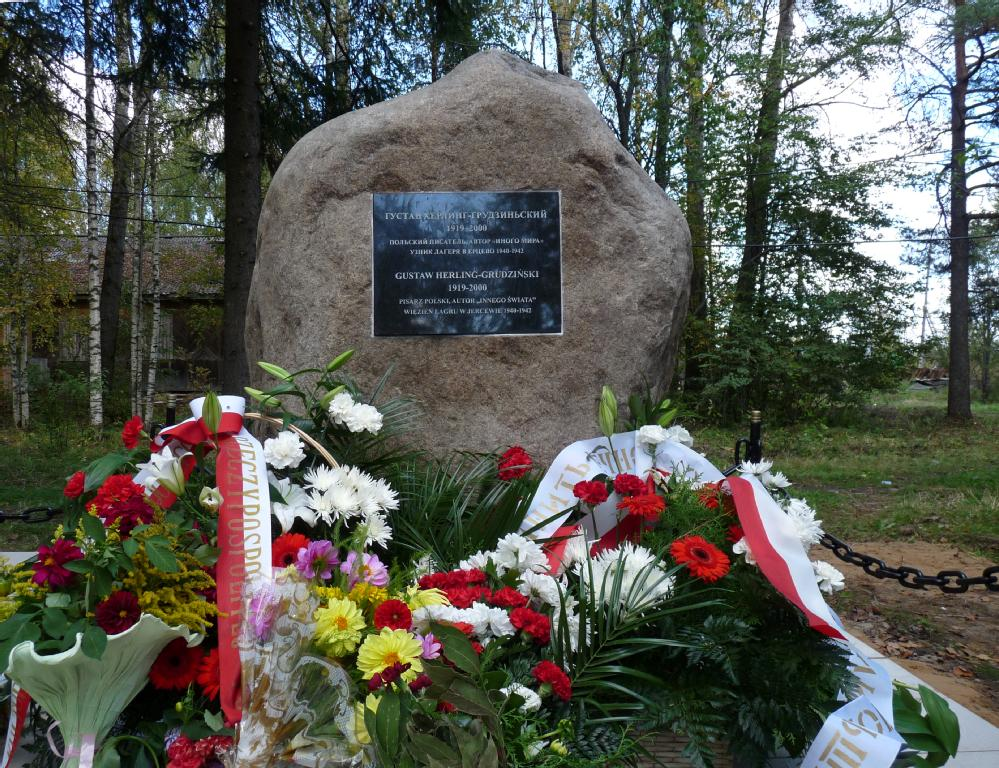 ГУСТАВ ХЕРЛИНГ-ГРУДЗИНЬСКИЙ
1919-2000
ПОЛЬСКИЙ ПИСАТЕЛЬ, АВТОР «ИНОГО МИРА»
УЗНИК ЛАГЕРЯ В ЕРЦЕВО 1940-1942
GUSTAW HERLING-GRUDZIŃSKI
1919-2000
PISARZ POLSKI, AUTOR „INNEGO ŚWIATA”
WIĘZIEŃ ŁAGRU W JERCEWIE 1940-1942